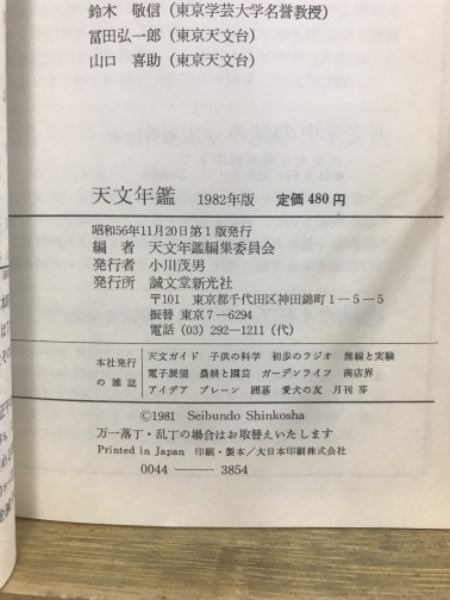 鈴木 敬信(東京学芸大学名誉教授)
冨田弘一郎(東京天文台)
山口 喜助(東京天文台)
天文年鑑 1982年版 定価 480円
昭和56年11月20日第1版発行
編 者 天文年鑑編集委員会
発行者 小川茂男
発行所 誠文堂新光社
〒101 東京都千代田区神田錦町1-5-5
振替 東京7-6294
電話(03)292-1211(代)
本社発行の雑誌
天文ガイド 子供の科学 初歩のラジオ 無線と実験
電子展望 農耕と園芸 ガーデンライフ 商店界
アイデア ブレーン 囲碁 愛犬の友 月刊 芽
©1981 Seibundo Shinkosha
万一落丁・乱丁の場合はお取替えいたします
Printed in Japan 印刷・製本/大日本印刷株式会社
0044 ─── 3854